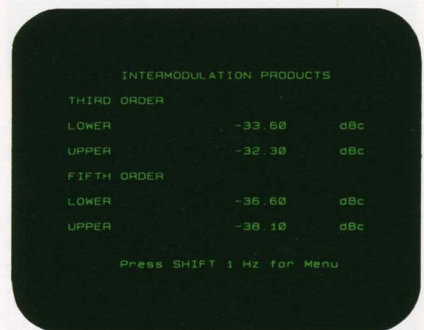 INTERMODULATION PRODUCTS
THIRD ORDER
LOWER -33.60 dBc
UPPER -32.30 dBc
FIFTH ORDER
LOWER -36.60 dBc
UPPER -38.10 dBc
Press SHIFT 1 Hz for Menu